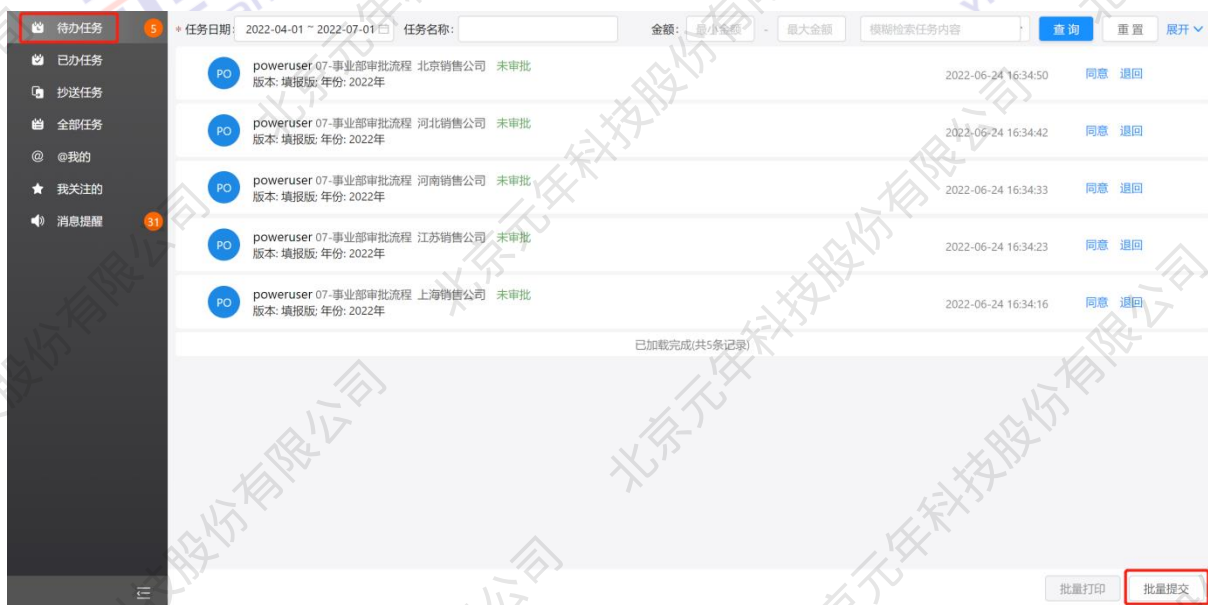 待办任务 5
已办任务
抄送任务
全部任务
@ @我的
我关注的
消息提醒 31
* 任务日期: 2022-04-01 ~ 2022-07-01 任务名称: 金额: 最小金额 - 最大金额 模糊检索任务内容 查询 重置 展开
PO poweruser 07-事业部审批流程 北京销售公司 未审批
版本: 填报版; 年份: 2022年
2022-06-24 16:34:50 同意 退回
PO poweruser 07-事业部审批流程 河北销售公司 未审批
版本: 填报版; 年份: 2022年
2022-06-24 16:34:42 同意 退回
PO poweruser 07-事业部审批流程 河南销售公司 未审批
版本: 填报版; 年份: 2022年
2022-06-24 16:34:33 同意 退回
PO poweruser 07-事业部审批流程 江苏销售公司 未审批
版本: 填报版; 年份: 2022年
2022-06-24 16:34:23 同意 退回
PO poweruser 07-事业部审批流程 上海销售公司 未审批
版本: 填报版; 年份: 2022年
2022-06-24 16:34:16 同意 退回
已加载完成(共5条记录)
批量打印 批量提交
北京元年科技股份有限公司